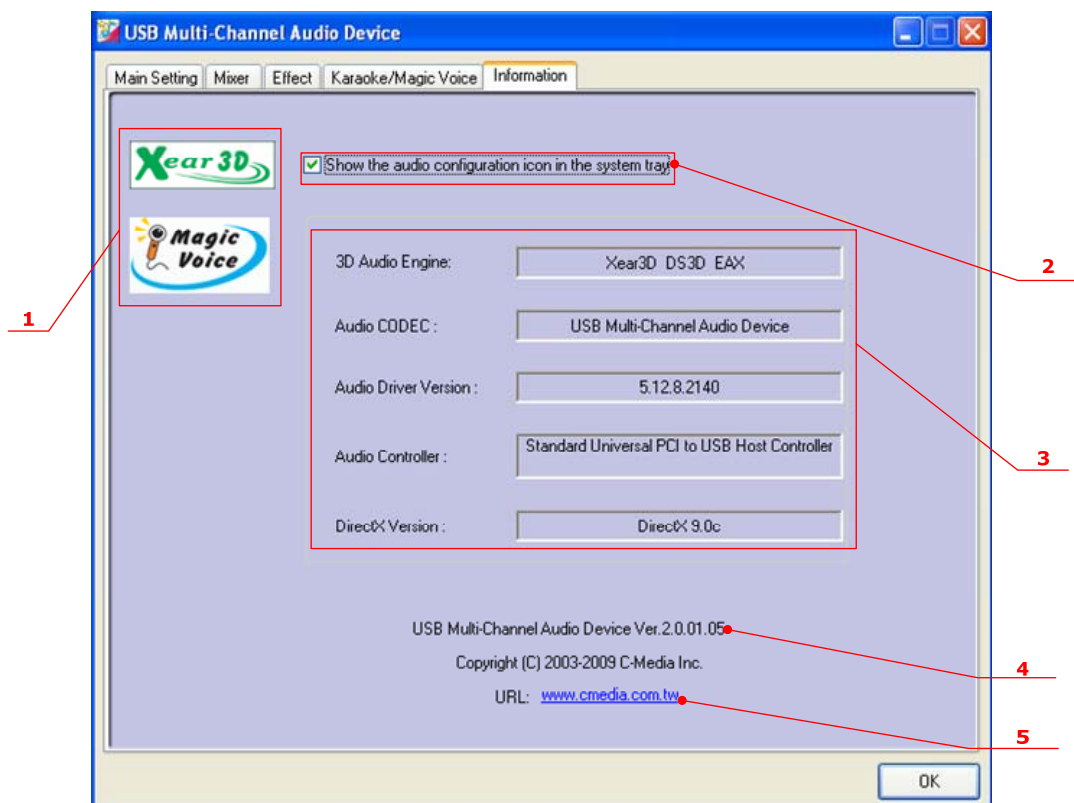 USB Multi-Channel Audio Device
Main Setting Mixer Effect Karaoke/Magic Voice Information
Xear 3D
Show the audio configuration icon in the system tray
Magic
Voice
1
2
3D Audio Engine: Xear3D DS3D EAX
Audio CODEC : USB Multi-Channel Audio Device
Audio Driver Version : 5.12.8.2140
Audio Controller : Standard Universal PCI to USB Host Controller
3
DirectX Version : DirectX 9.0c
USB Multi-Channel Audio Device Ver.2.0.01.05
4
Copyright (C) 2003-2009 C-Media Inc.
URL: www.cmedia.com.tw
5
OK